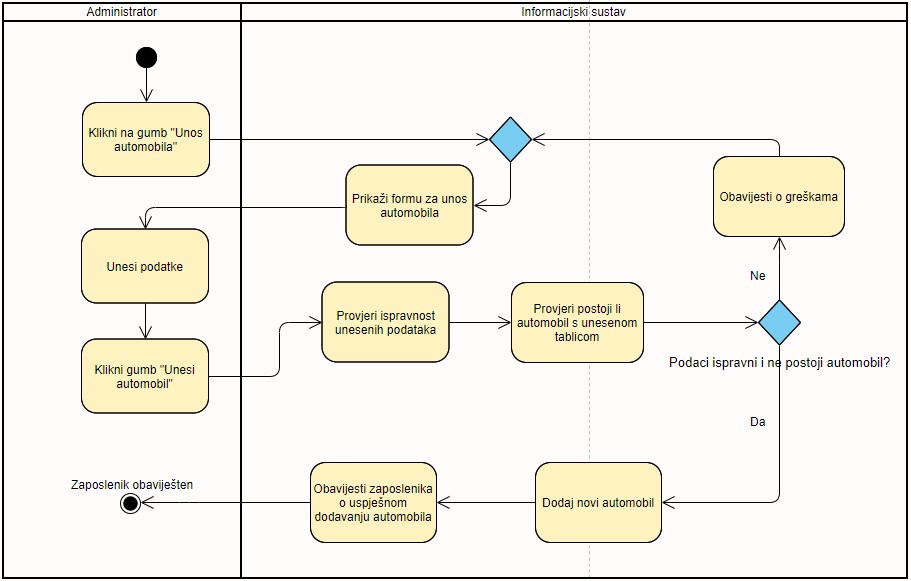 Administrator
Informacijski sustav
Klikni na gumb "Unos
automobila"
Prikaži formu za unos
automobila
Obavijesti o greškama
Unesi podatke
Ne
Provjeri ispravnost
unesenih podataka
Provjeri postoji li
automobil s unesenom
tablicom
Podaci ispravni i ne postoji automobil?
Klikni gumb "Unesi
automobil"
Da
Zaposlenik obaviješten
Obavijesti zaposlenika
o uspješnom
dodavanju automobila
Dodaj novi automobil